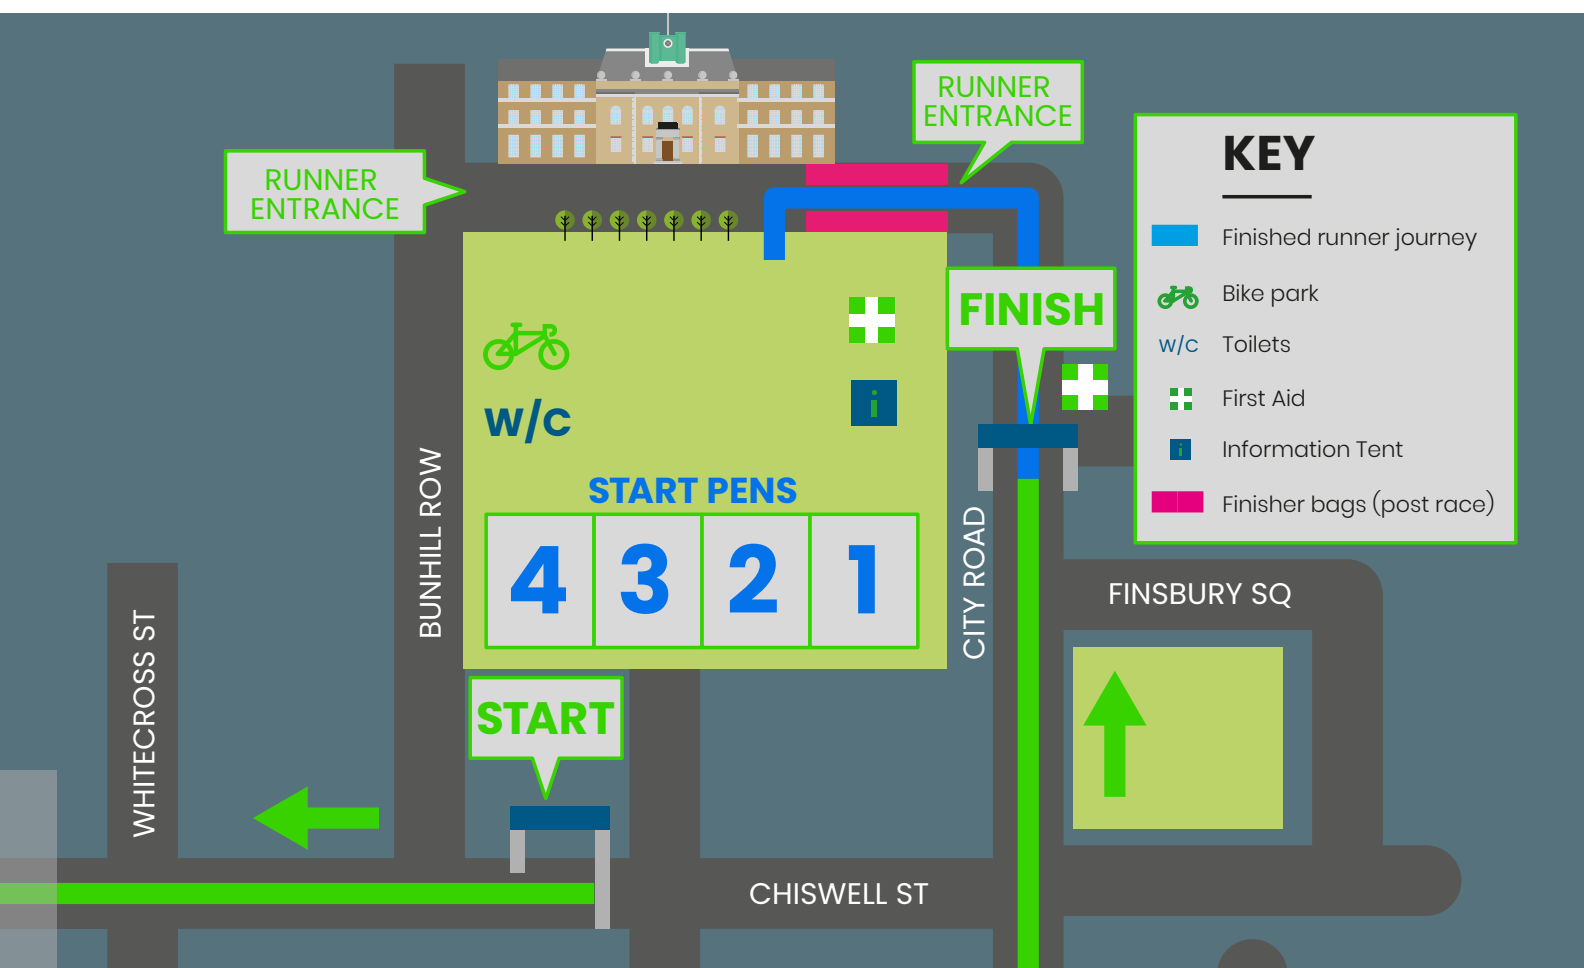 RUNNER
ENTRANCE
RUNNER
ENTRANCE
KEY
Finished runner journey
Bike park
W/C Toilets
First Aid
i Information Tent
Finisher bags (post race)
FINISH
W/C
i
START PENS
4 3 2 1
BUNHILL ROW
CITY ROAD
FINSBURY SQ
WHITECROSS ST
START
CHISWELL ST